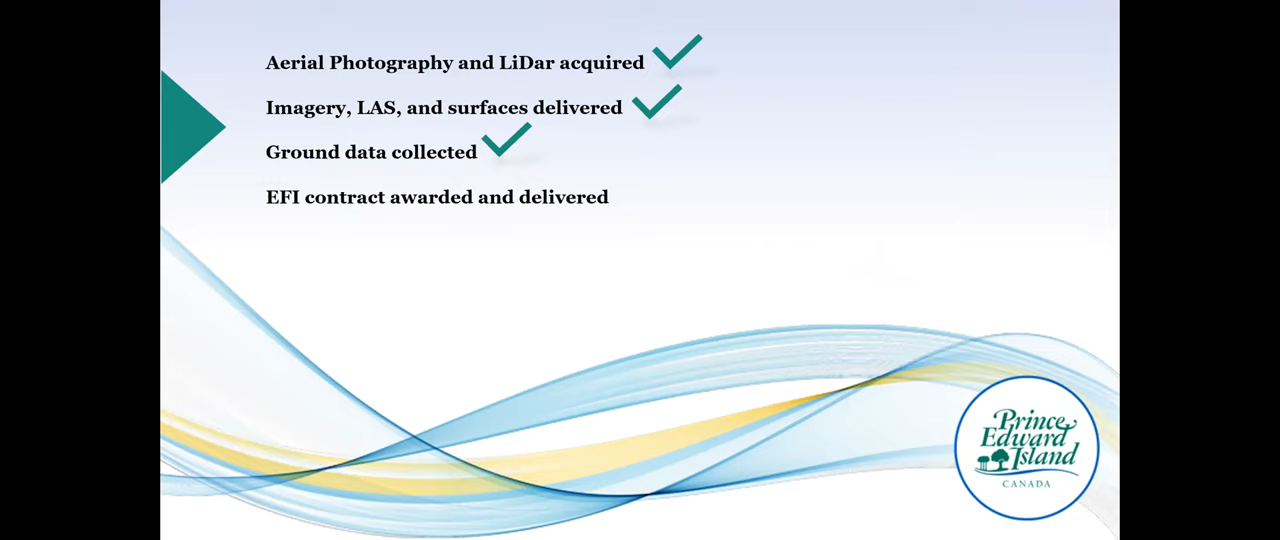 Aerial Photography and LiDar acquired
Imagery, LAS, and surfaces delivered
Ground data collected
EFI contract awarded and delivered
Prince
Edward
Island
CANADA